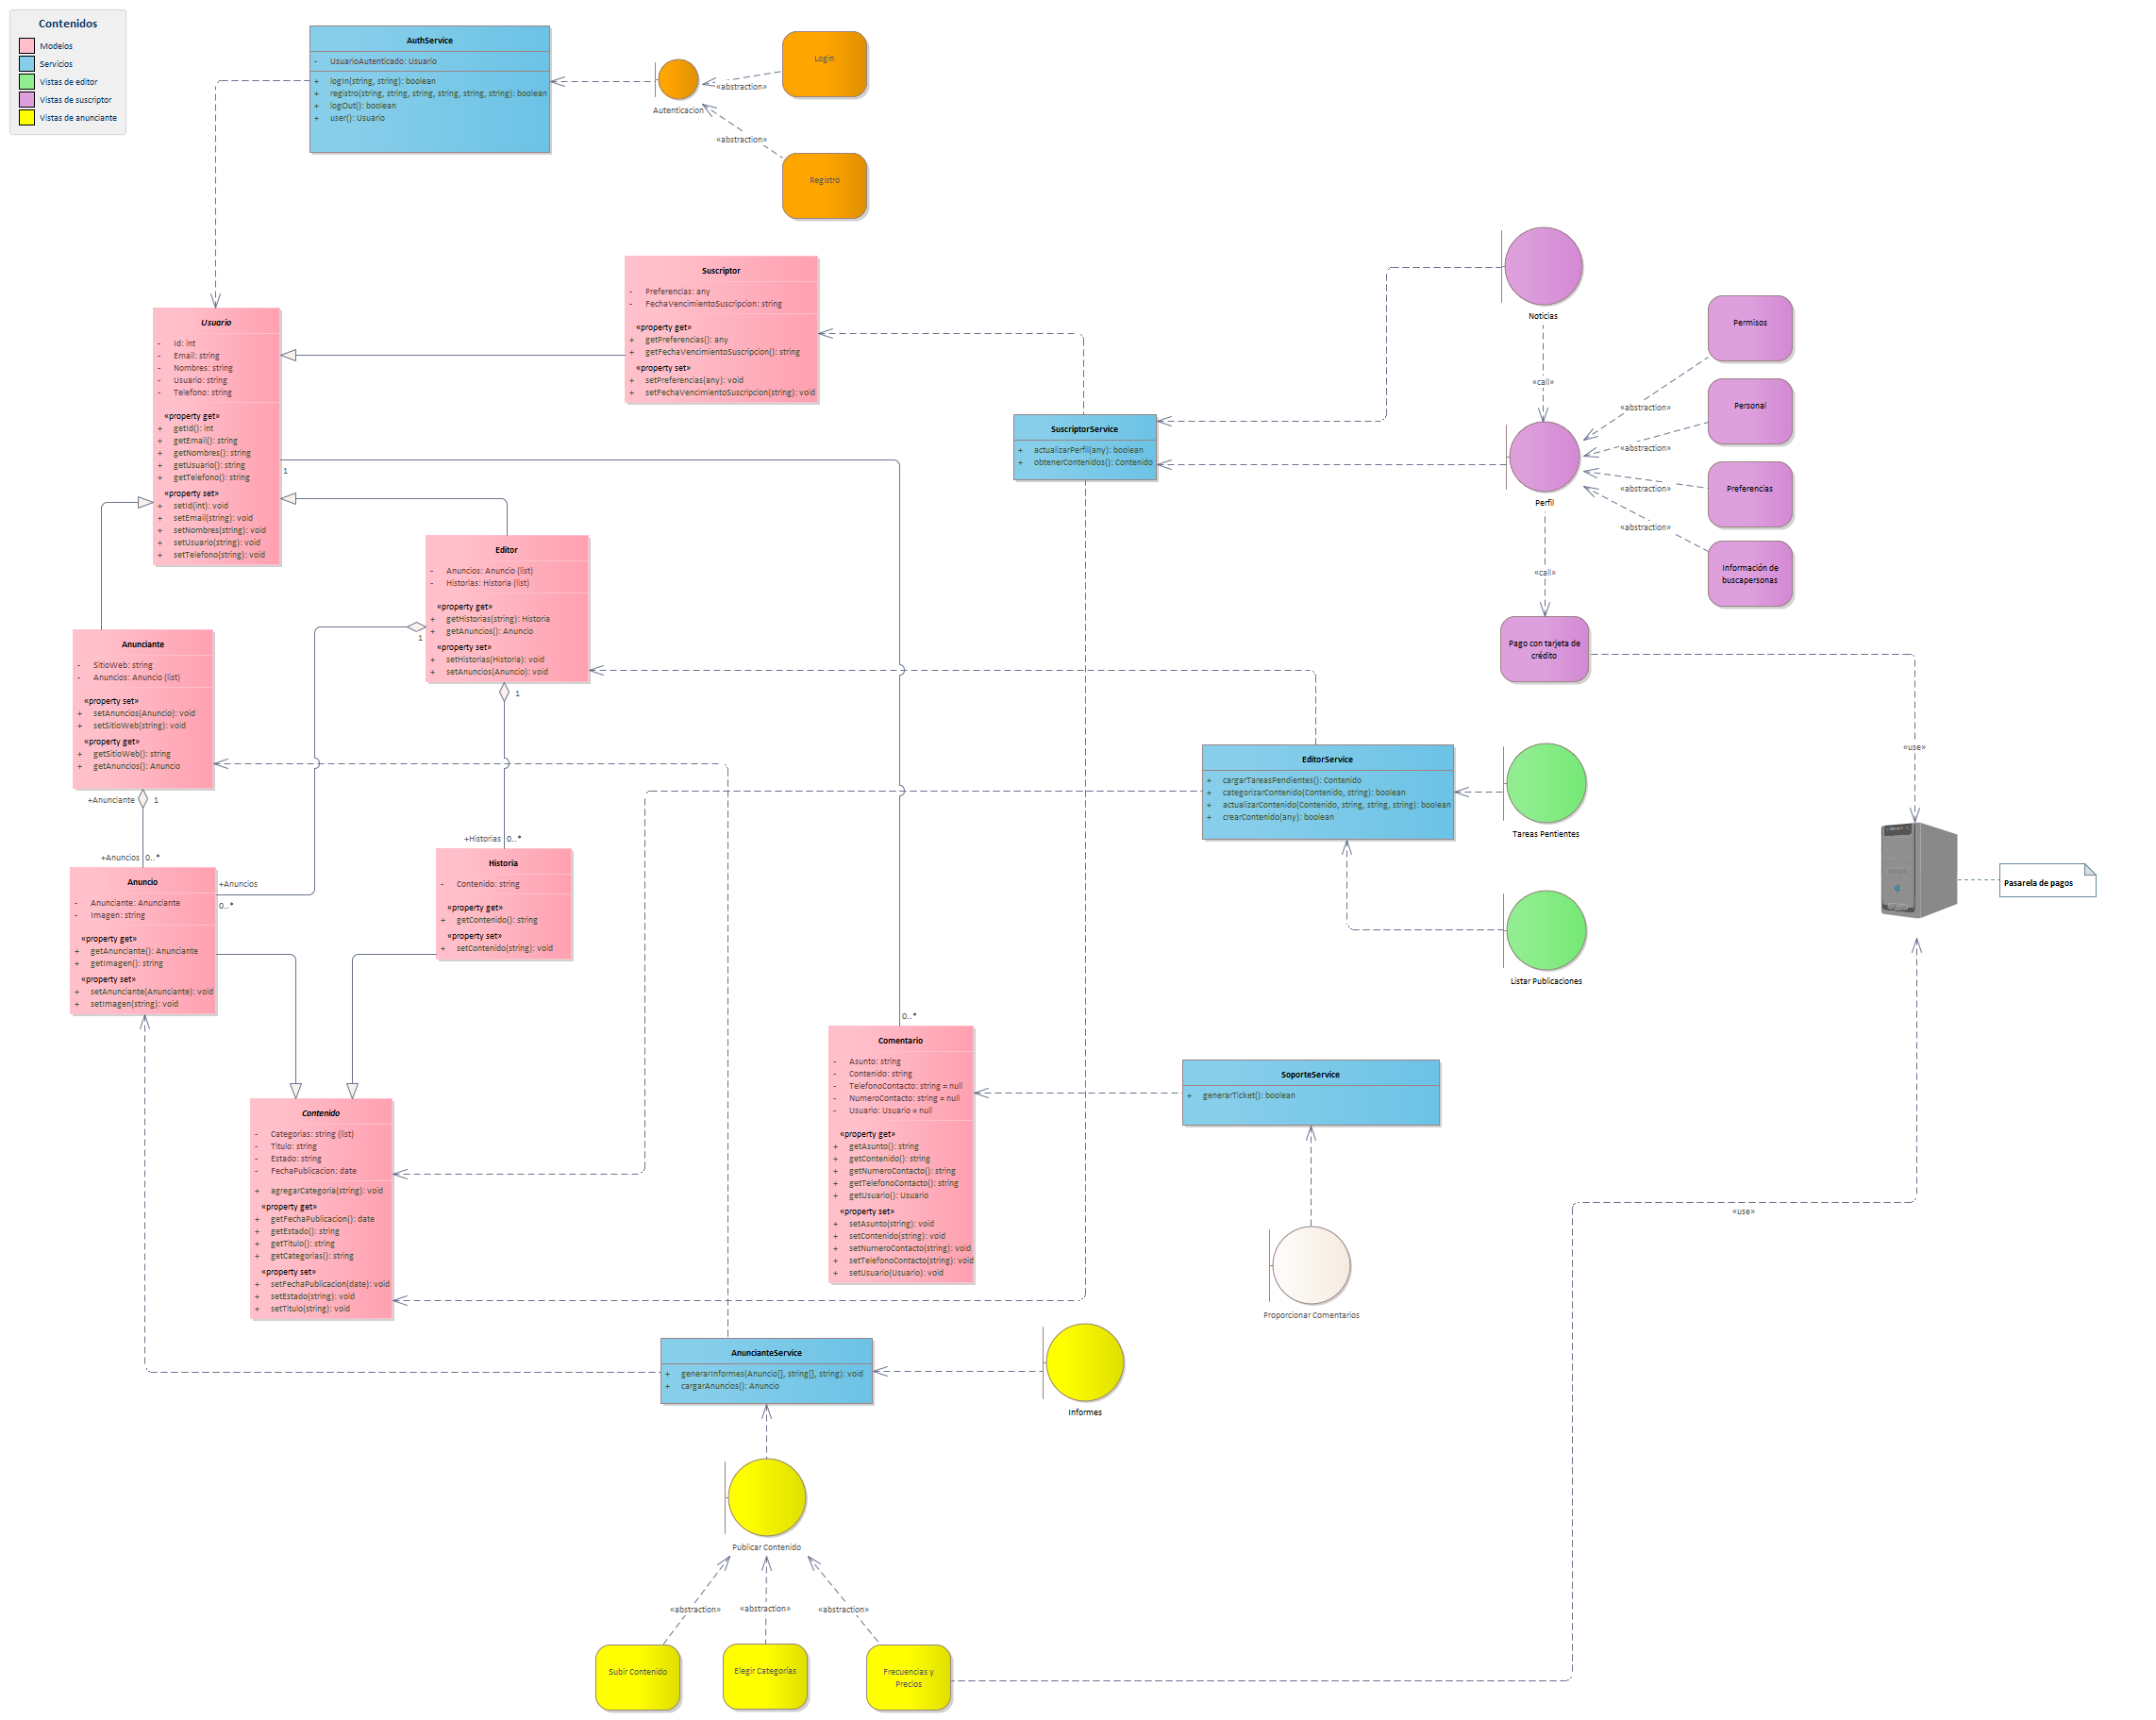 Contenidos
Modelos
Servicios
Vistas de editor
Vistas de suscriptor
Vistas de anunciante
AuthService
- UsuarioAutenticado: Usuario
+ logIn(string, string): boolean
+ registro(string, string, string, string, string, string): boolean
+ logOut(): boolean
+ user(): Usuario
Autenticacion
Login
«abstraction»
«abstraction»
Registro
Suscriptor
- Preferencias: any
- FechaVencimientoSuscripcion: string
«property get»
+ getPreferencias(): any
+ getFechaVencimientoSuscripcion(): string
«property set»
+ setPreferencias(any): void
+ setFechaVencimientoSuscripcion(string): void
Usuario
- Id: int
- Email: string
- Nombres: string
- Usuario: string
- Telefono: string
«property get»
+ getId(): int
+ getEmail(): string
+ getNombres(): string
+ getUsuario(): string
+ getTelefono(): string
«property set»
+ setId(int): void
+ setEmail(string): void
+ setNombres(string): void
+ setUsuario(string): void
+ setTelefono(string): void
1
Noticias
«call»
Perfil
«call»
Permisos
«abstraction»
Personal
«abstraction»
Preferencias
«abstraction»
Información de
buscapersonas
«abstraction»
Pago con tarjeta de
crédito
«use»
SuscriptorService
+ actualizarPerfil(any): boolean
+ obtenerContenidos(): Contenido
Editor
- Anuncios: Anuncio (list)
- Historias: Historia (list)
«property get»
+ getHistorias(string): Historia
+ getAnuncios(): Anuncio
«property set»
+ setHistorias(Historia): void
+ setAnuncios(Anuncio): void
1
1
Anunciante
- SitioWeb: string
- Anuncios: Anuncio (list)
«property set»
+ setAnuncios(Anuncio): void
+ setSitioWeb(string): void
«property get»
+ getSitioWeb(): string
+ getAnuncios(): Anuncio
+Anunciante 1
+Anuncios 0..*
+Historias 0..*
EditorService
+ cargarTareasPendientes(): Contenido
+ categorizarContenido(Contenido, string): boolean
+ actualizarContenido(Contenido, string, string, string): boolean
+ crearContenido(any): boolean
Tareas Pentientes
Listar Publicaciones
Pasarela de pagos
Anuncio
- Anunciante: Anunciante
- Imagen: string
«property get»
+ getAnunciante(): Anunciante
+ getImagen(): string
«property set»
+ setAnunciante(Anunciante): void
+ setImagen(string): void
+Anuncios
0..*
Historia
- Contenido: string
«property get»
+ getContenido(): string
«property set»
+ setContenido(string): void
0..*
Comentario
- Asunto: string
- Contenido: string
- TelefonoContacto: string = null
- NumeroContacto: string = null
- Usuario: Usuario = null
«property get»
+ getAsunto(): string
+ getContenido(): string
+ getNumeroContacto(): string
+ getTelefonoContacto(): string
+ getUsuario(): Usuario
«property set»
+ setAsunto(string): void
+ setContenido(string): void
+ setNumeroContacto(string): void
+ setTelefonoContacto(string): void
+ setUsuario(Usuario): void
SoporteService
+ generarTicket(): boolean
Proporcionar Comentarios
«use»
Contenido
- Categorias: string (list)
- Titulo: string
- Estado: string
- FechaPublicacion: date
+ agregarCategoria(string): void
«property get»
+ getFechaPublicacion(): date
+ getEstado(): string
+ getTitulo(): string
+ getCategorias(): string
«property set»
+ setFechaPublicacion(date): void
+ setEstado(string): void
+ setTitulo(string): void
AnuncianteService
+ generarInformes(Anuncio[], string[], string): void
+ cargarAnuncios(): Anuncio
Informes
Publicar Contenido
«abstraction»
«abstraction»
«abstraction»
Subir Contenido
Elegir Categorías
Frecuencias y
Precios